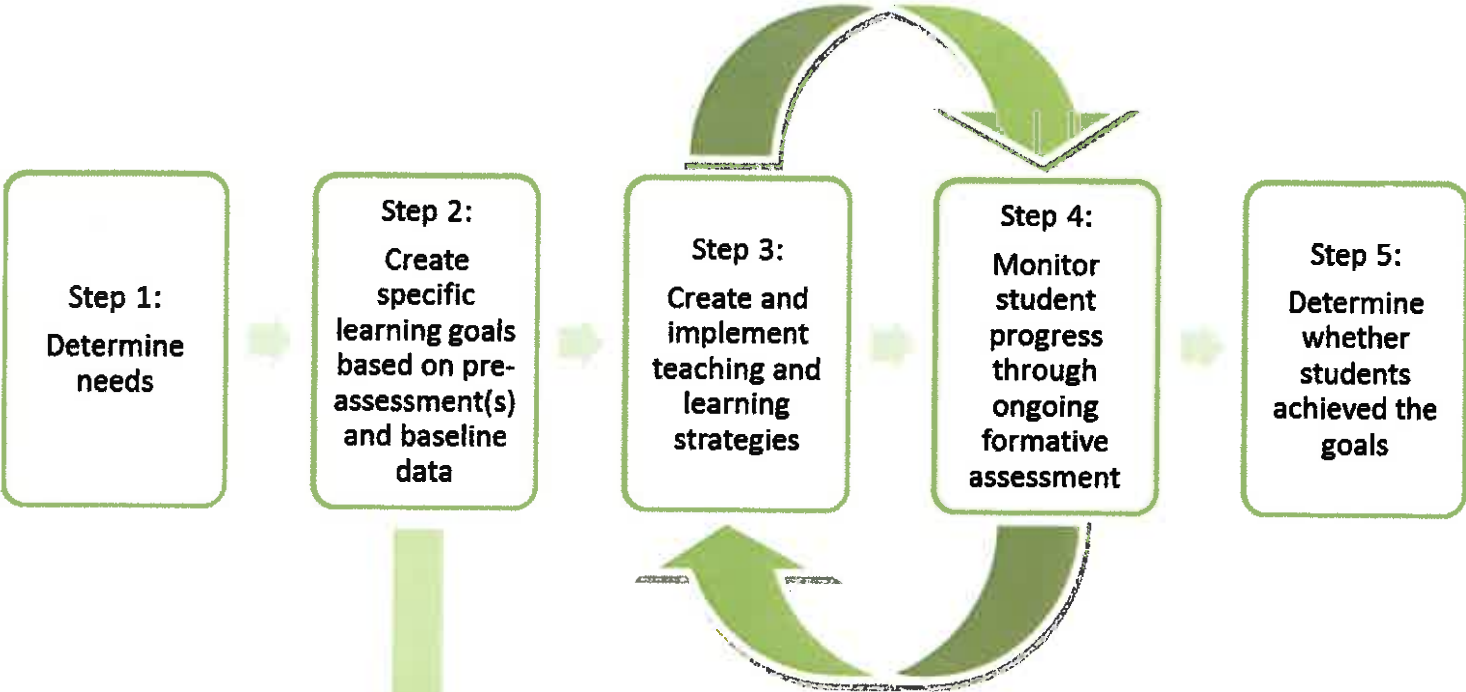 Step 1:
Determine
needs
Step 2:
Create
specific
learning goals
based on pre-
assessment(s)
and baseline
data
Step 3:
Create and
implement
teaching and
learning
strategies
Step 4:
Monitor
student
progress
through
ongoing
formative
assessment
Step 5:
Determine
whether
students
achieved the
goals